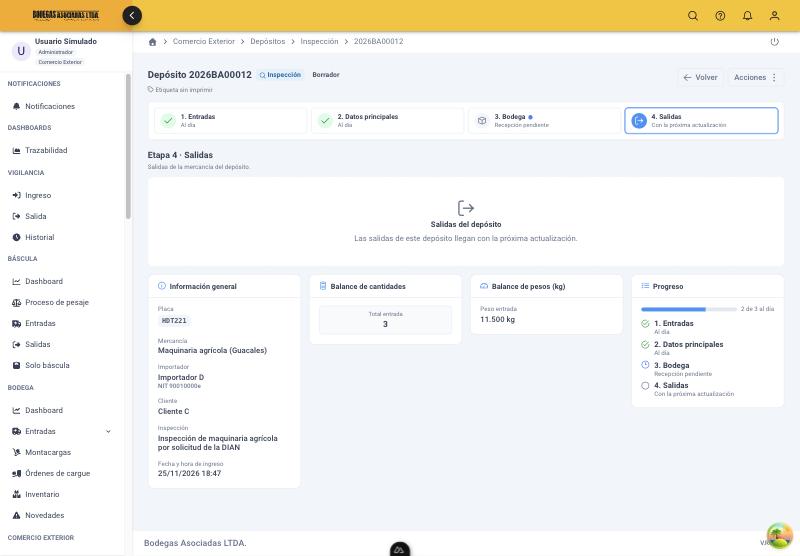 BODEGAS ASOCIADAS LTDA.
Usuario Simulado
U
Administrador
Comercio Exterior
NOTIFICACIONES
Notificaciones
DASHBOARDS
Trazabilidad
VIGILANCIA
Ingreso
Salida
Historial
BÁSCULA
Dashboard
Proceso de pesaje
Entradas
Salidas
Solo báscula
BODEGA
Dashboard
Entradas
Montacargas
Órdenes de cargue
Inventario
Novedades
COMERCIO EXTERIOR
Comercio Exterior
Depósitos
Inspección
2026BA00012
Depósito 2026BA00012
Inspección
Borrador
Etiqueta sin imprimir
Volver
Acciones
1. Entradas
Al día
2. Datos principales
Al día
3. Bodega
Recepción pendiente
4. Salidas
Con la próxima actualización
Etapa 4 · Salidas
Salidas de la mercancía del depósito.
Salidas del depósito
Las salidas de este depósito llegan con la próxima actualización.
Información general
Placa
HDT221
Mercancía
Maquinaria agrícola (Guacales)
Importador
Importador D
Cliente
Cliente C
Inspección
Inspección de maquinaria agrícola
por solicitud de la DIAN
Fecha y hora de ingreso
25/11/2026 18:47
Balance de cantidades
Total entrada
3
Balance de pesos (kg)
Peso entrada
11.500 kg
Progreso
2 de 3 al día
1. Entradas
Al día
2. Datos principales
Al día
3. Bodega
Recepción pendiente
4. Salidas
Con la próxima actualización
Bodegas Asociadas LTDA.